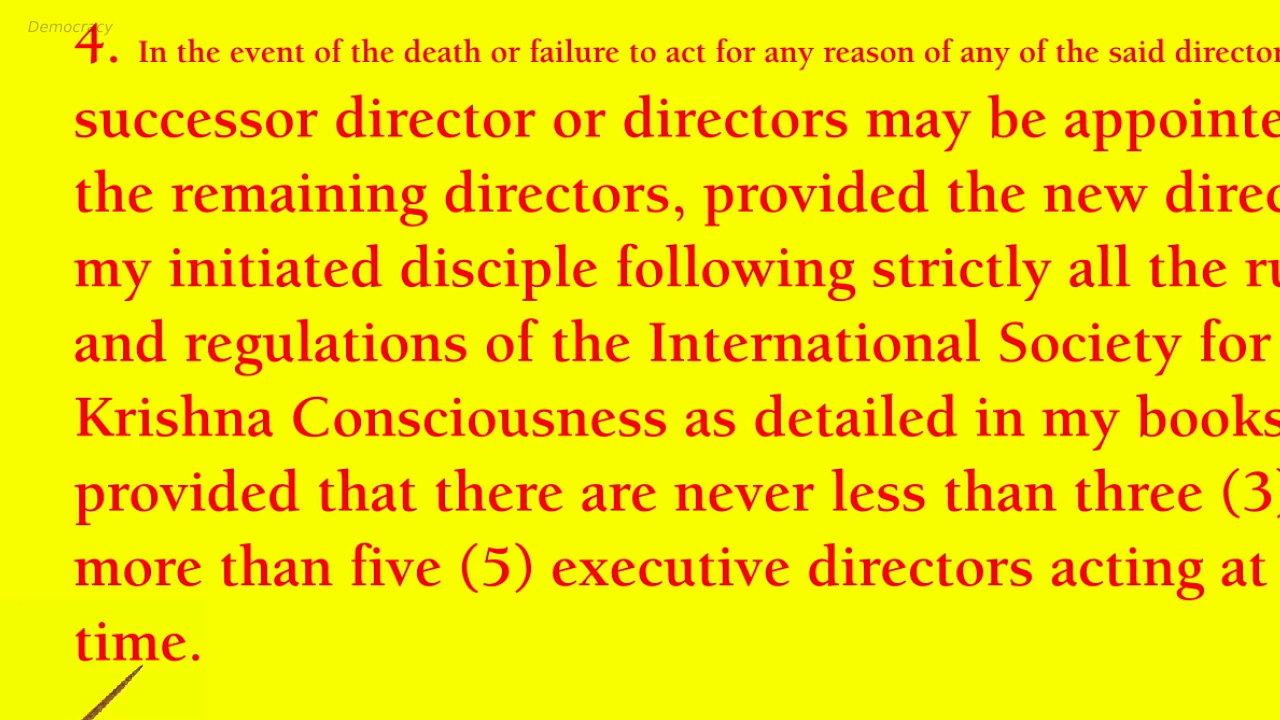 Democracy
4. In the event of the death or failure to act for any reason of any of the said director
successor director or directors may be appointe
the remaining directors, provided the new direc
my initiated disciple following strictly all the ru
and regulations of the International Society for
Krishna Consciousness as detailed in my books
provided that there are never less than three (3)
more than five (5) executive directors acting at
time.